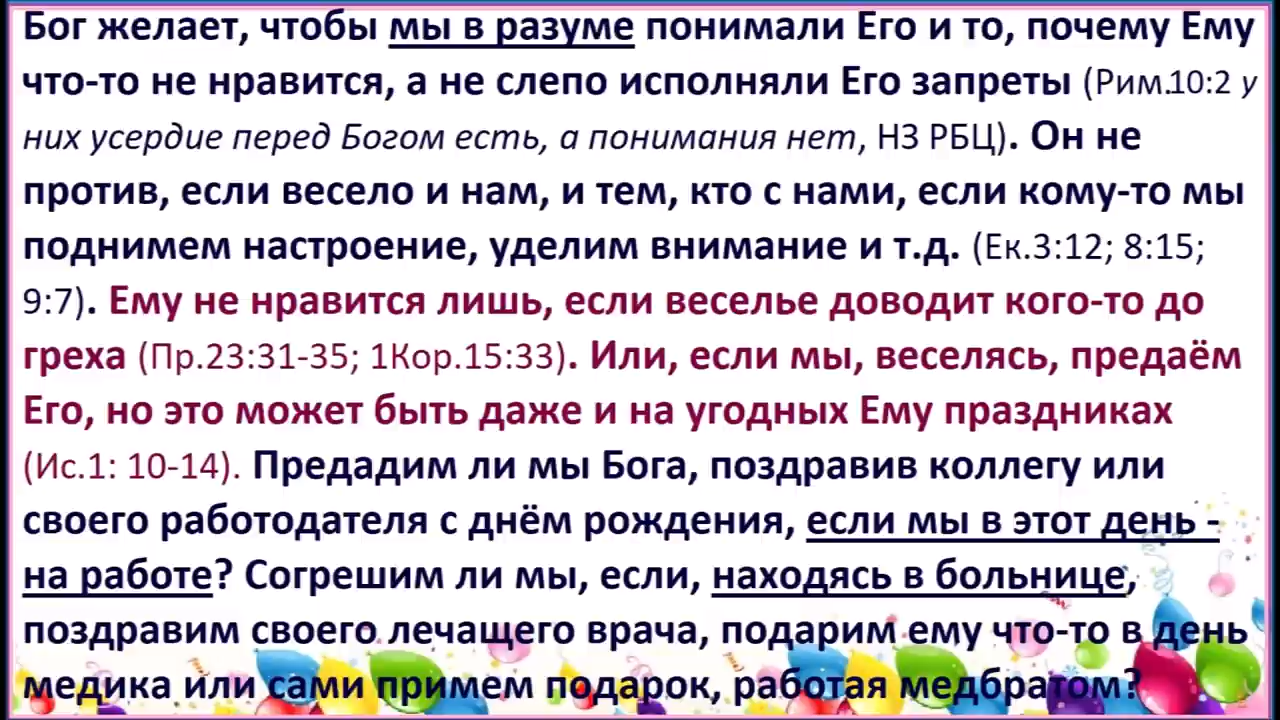 Бог желает, чтобы мы в разуме понимали Его и то, почему Ему
что-то не нравится, а не слепо исполняли Его запреты (Рим.10:2 у
них усердие перед Богом есть, а понимания нет, НЗ РБЦ). Он не
против, если весело и нам, и тем, кто с нами, если кому-то мы
поднимем настроение, уделим внимание и т.д. (Ек.3:12; 8:15;
9:7). Ему не нравится лишь, если веселье доводит кого-то до
греха (Пр.23:31-35; 1Кор.15:33). Или, если мы, веселясь, предаём
Его, но это может быть даже и на угодных Ему праздниках
(Ис.1: 10-14). Предадим ли мы Бога, поздравив коллегу или
своего работодателя с днём рождения, если мы в этот день -
на работе? Согрешим ли мы, если, находясь в больнице,
поздравим своего лечащего врача, подарим ему что-то в день
медика или сами примем подарок, работая медбратом?